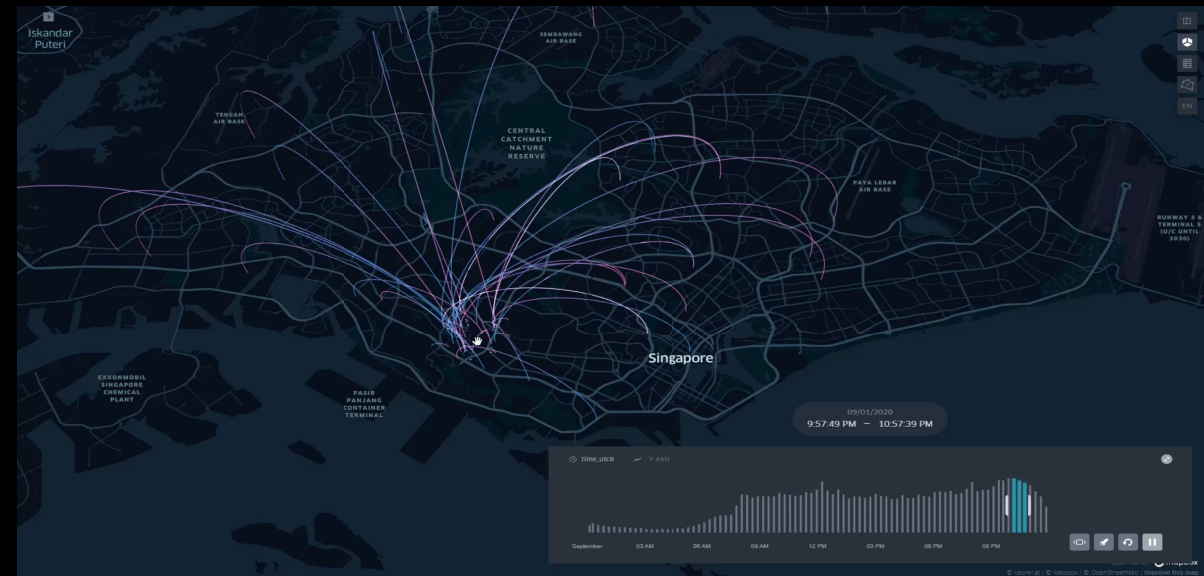 Iskandar
Puteri
SEMBAWANG
AIR BASE
TENGAH
AIR BASE
CENTRAL
CATCHMENT
NATURE
RESERVE
PAYA LEBAR
AIR BASE
RUNWAY 3 &
TERMINAL 5
(U/C UNTIL
2030)
EN
Singapore
EXXONMOBIL
SINGAPORE
CHEMICAL
PLANT
PASIR
PANJANG
CONTAINER
TERMINAL
09/01/2020
9:57:49 PM – 10:57:39 PM
time_utc8 Y Axis
September 03 AM 06 AM 09 AM 12 PM 03 PM 06 PM 09 PM
mapbox
© kepler.gl | © Mapbox | © OpenStreetMap | Improve this map